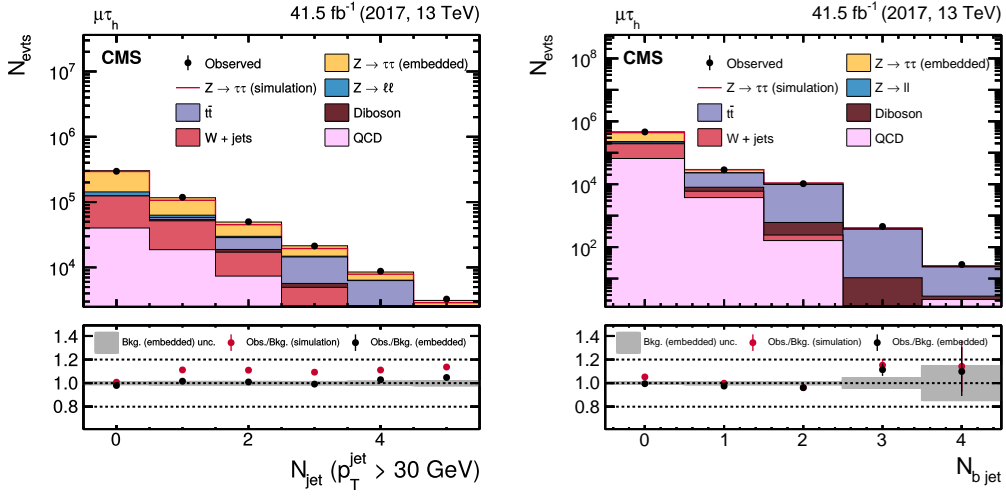 μτh 41.5 fb⁻¹ (2017, 13 TeV)
CMS
Observed
Z → ττ (embedded)
Z → ττ (simulation)
Z → ℓℓ
tt̄
Diboson
W + jets
QCD
Nevts
10⁷
10⁶
10⁵
10⁴
Bkg. (embedded) unc. Obs./Bkg. (simulation) Obs./Bkg. (embedded)
1.4
1.2
1.0
0.8
0 2 4
Njet (pTjet > 30 GeV)
μτh 41.5 fb⁻¹ (2017, 13 TeV)
CMS
Observed
Z → ττ (embedded)
Z → ττ (simulation)
Z → ll
tt̄
Diboson
W + jets
QCD
Nevts
10⁸
10⁶
10⁴
10²
Bkg. (embedded) unc. Obs./Bkg. (simulation) Obs./Bkg. (embedded)
1.4
1.2
1.0
0.8
0 1 2 3 4
Nb jet